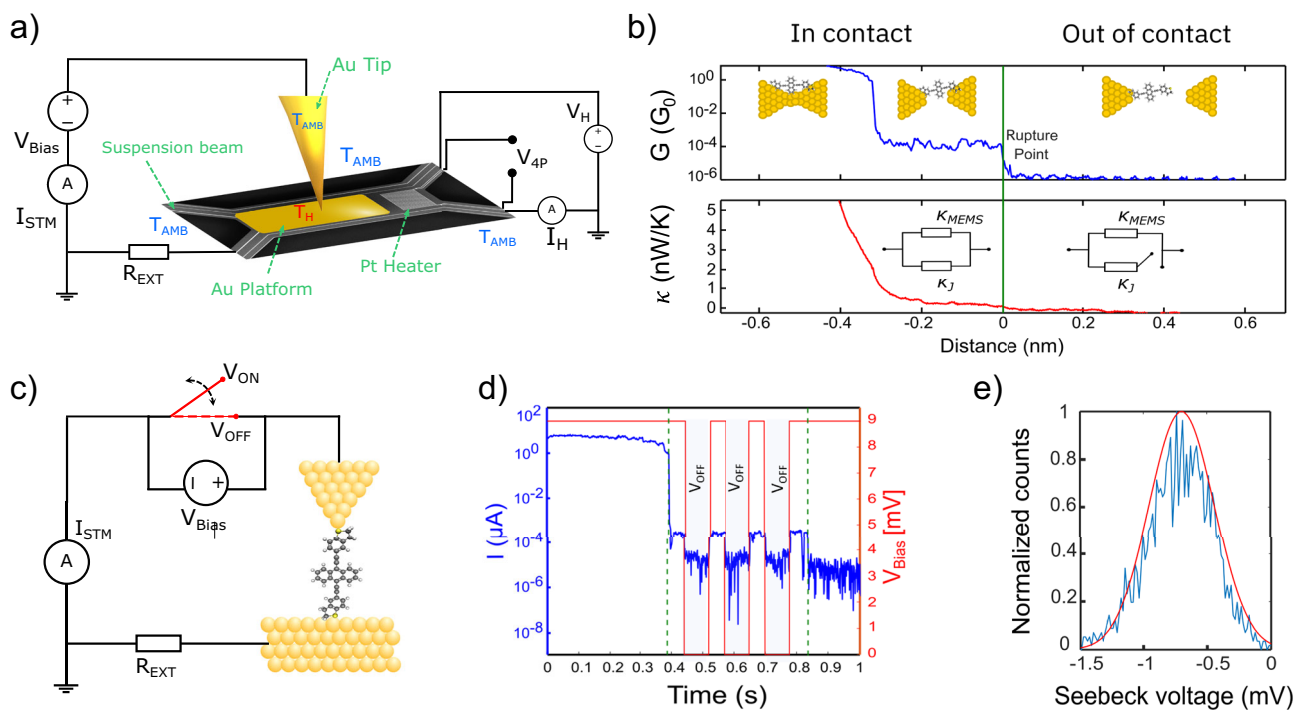 a)
Au Tip
T_AMB
V_Bias
A
I_STM
Suspension beam
T_AMB
V_H
V_4P
T_H
T_AMB
T_AMB
A
I_H
R_EXT
Au Platform
Pt Heater
b)
In contact
Out of contact
G (G_0)
10^0
10^-2
10^-4
10^-6
Rupture
Point
κ (nW/K)
5
4
3
2
1
0
κ_MEMS
κ_J
κ_MEMS
κ_J
-0.6
-0.4
-0.2
0
0.2
0.4
0.6
Distance (nm)
c)
V_ON
V_OFF
V_Bias
I_STM
A
R_EXT
d)
I (μA)
10^2
10^0
10^-2
10^-4
10^-6
10^-8
V_OFF
V_OFF
V_OFF
9
8
7
6
5
4
3
2
1
0
V_Bias [mV]
0
0.1
0.2
0.3
0.4
0.5
0.6
0.7
0.8
0.9
1
Time (s)
e)
Normalized counts
1
0.8
0.6
0.4
0.2
0
-1.5
-1
-0.5
0
Seebeck voltage (mV)